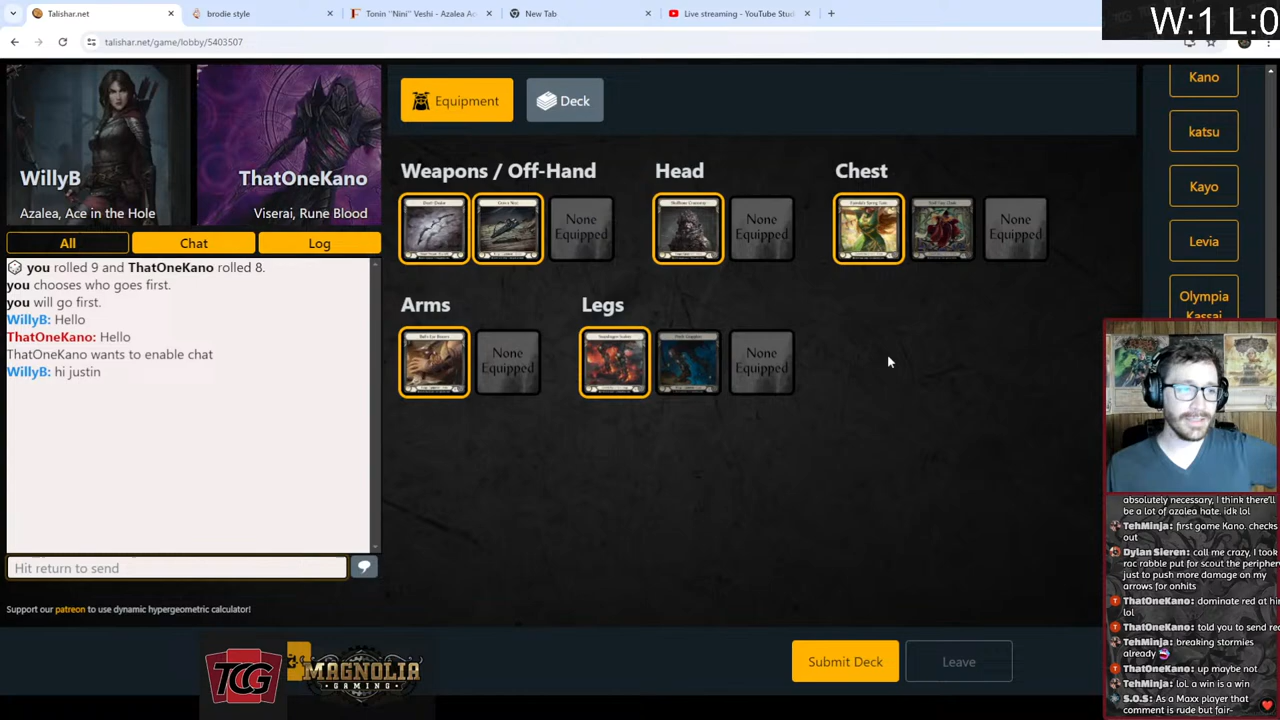 Talishar.net
brodie style
Tonin "Nini" Veshi - Azalea Ac
New Tab
Live streaming - YouTube Stud
W:1 L:0
talishar.net/game/lobby/5403507
WillyB
Azalea, Ace in the Hole
ThatOneKano
Viserai, Rune Blood
All
Chat
Log
you rolled 9 and ThatOneKano rolled 8.
you chooses who goes first.
you will go first.
WillyB: Hello
ThatOneKano: Hello
ThatOneKano wants to enable chat
WillyB: hi justin
Hit return to send
Support our patreon to use dynamic hypergeometric calculator!
Equipment
Deck
Weapons / Off-Hand
None
Equipped
Head
None
Equipped
Chest
None
Equipped
Arms
None
Equipped
Legs
None
Equipped
Submit Deck
Leave
TCG
MAGNOLIA
GAMING
Kano
katsu
Kayo
Levia
Olympia
Kassai
absolutely necessary, I think there'll
be a lot of azalea hate. idk lol
TehMinja: first game Kano. checks
out
Dylan Sieren: call me crazy, I took
rac rabble put for scout the periphery
just to push more damage on my
arrows for onhits
ThatOneKano: dominate red at hi
lol
ThatOneKano: told you to send red
TehMinja: breaking stormies
already
ThatOneKano: up maybe not
TehMinja: loL a win is a win
S.O.S: As a Maxx player that
comment is rude but fair-